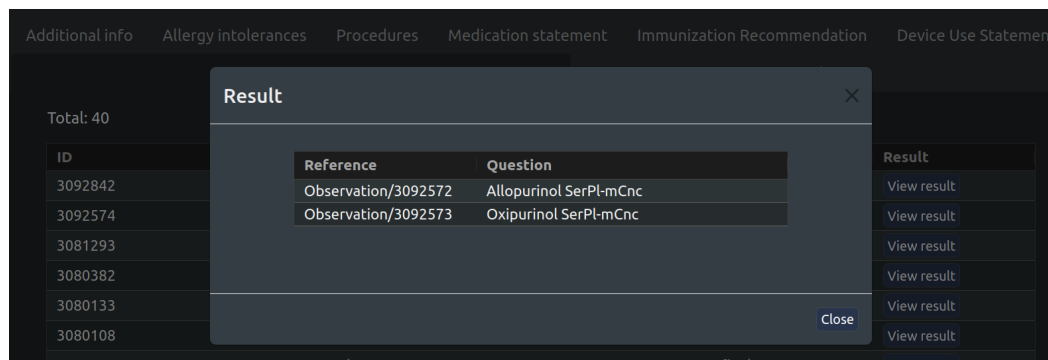 Additional info Allergy intolerances Procedures Medication statement Immunization Recommendation Device Use Statemen
Result
Total: 40
ID Result
Reference Question
Observation/3092572 Allopurinol SerPl-mCnc
Observation/3092573 Oxipurinol SerPl-mCnc
3092842 View result
3092574 View result
3081293 View result
3080382 View result
3080133 View result
3080108 View result
Close